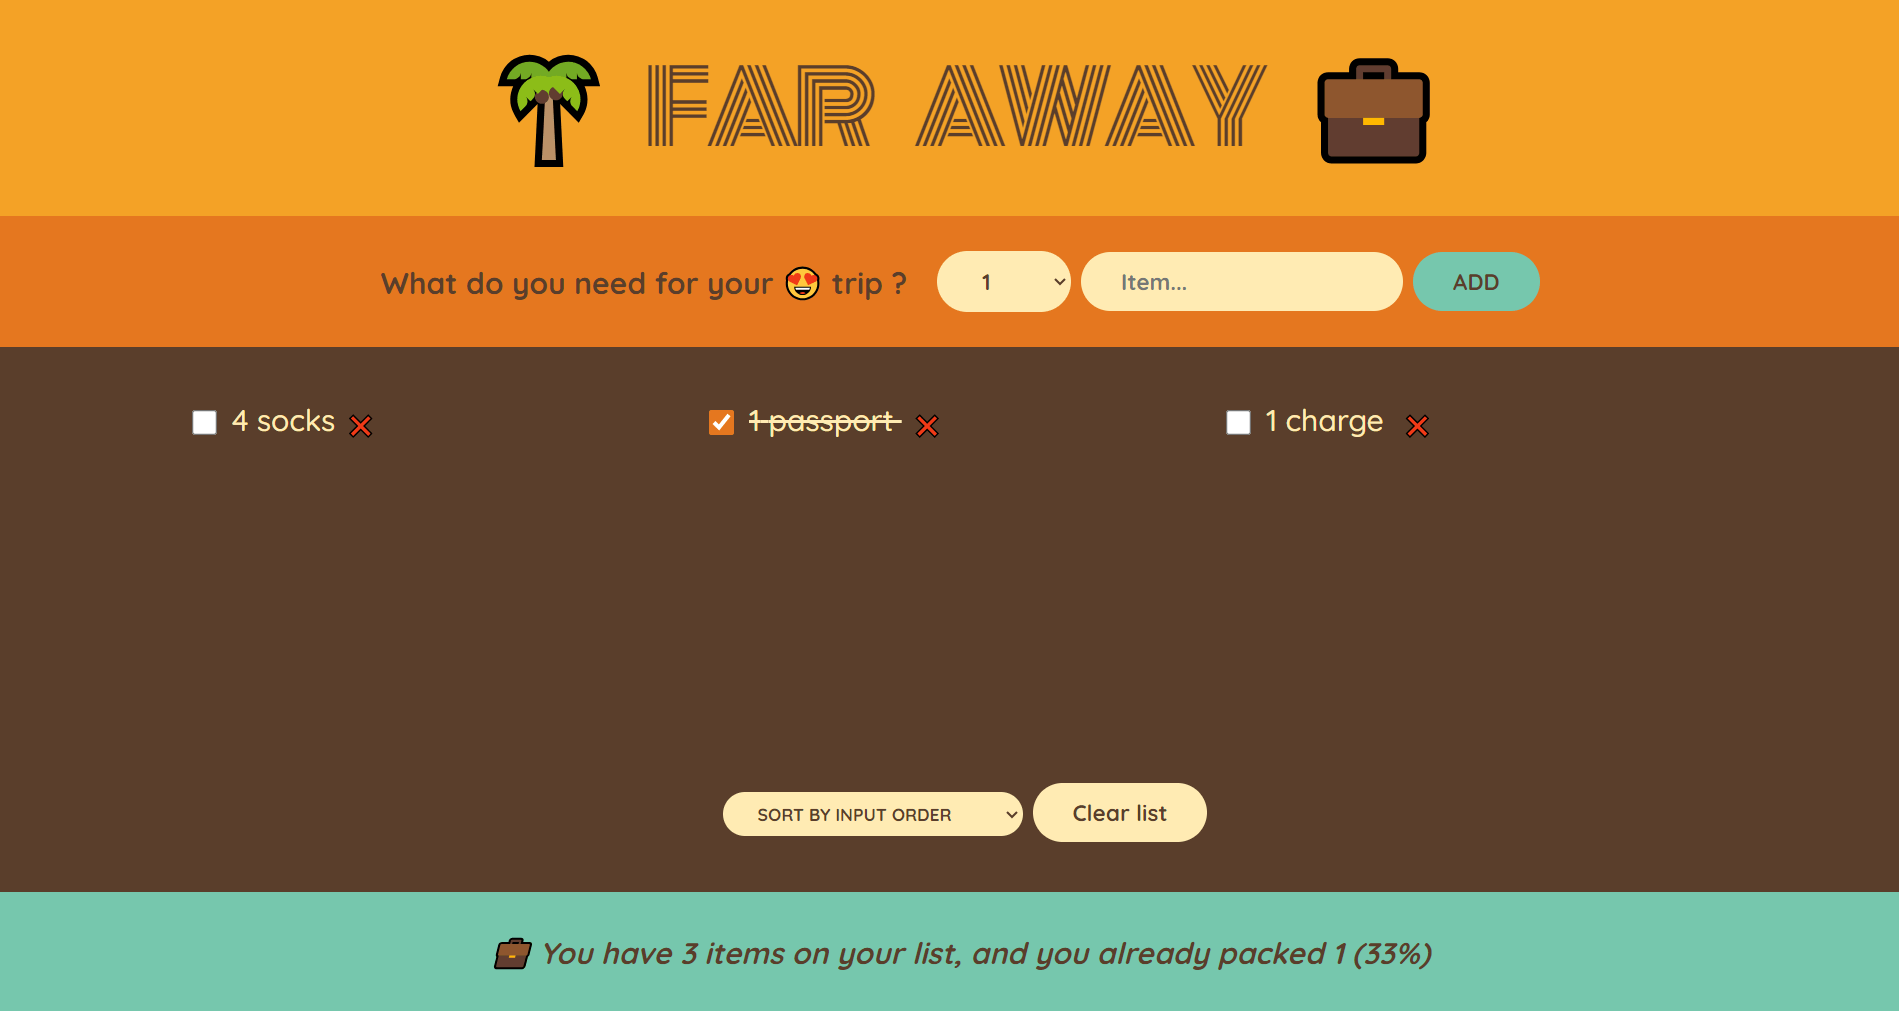 FAR AWAY
What do you need for your 😍 trip ?
1
Item...
ADD
4 socks
1 passport
1 charge
SORT BY INPUT ORDER
Clear list
You have 3 items on your list, and you already packed 1 (33%)